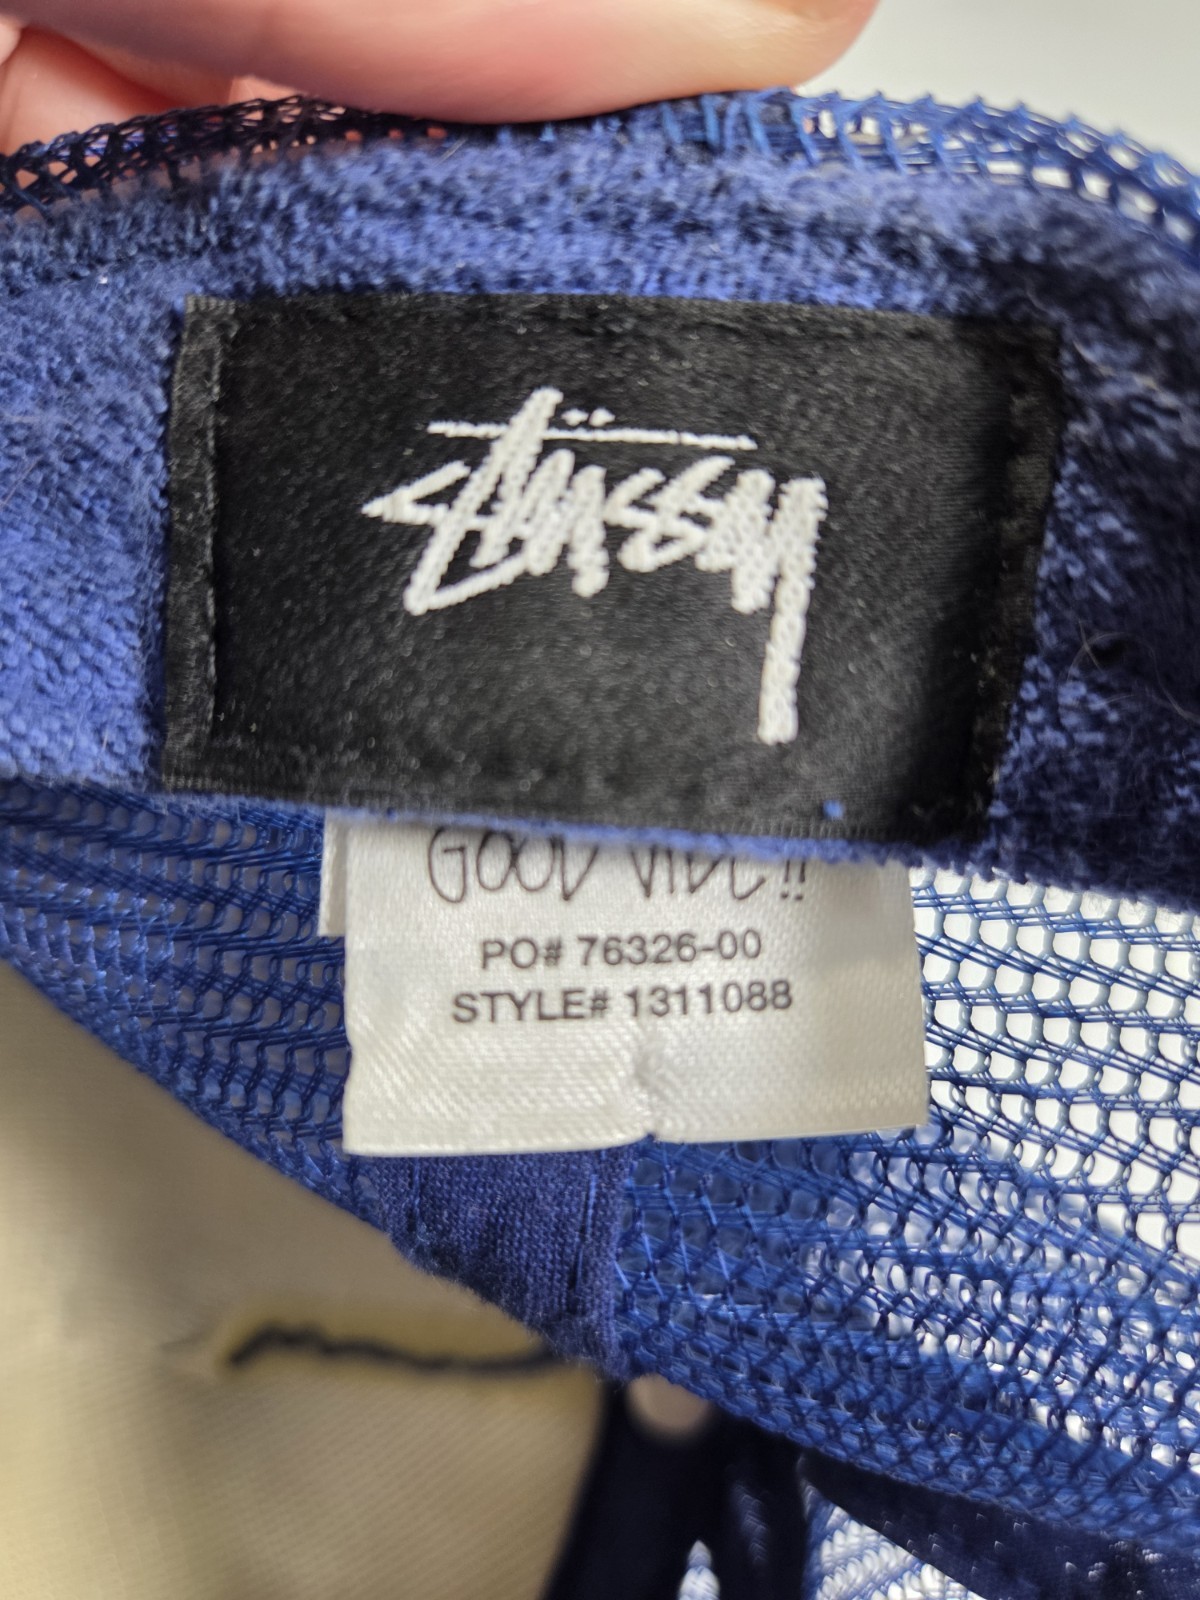 Stüssy
GOOD VIBE!!
PO# 76326-00
STYLE# 1311088